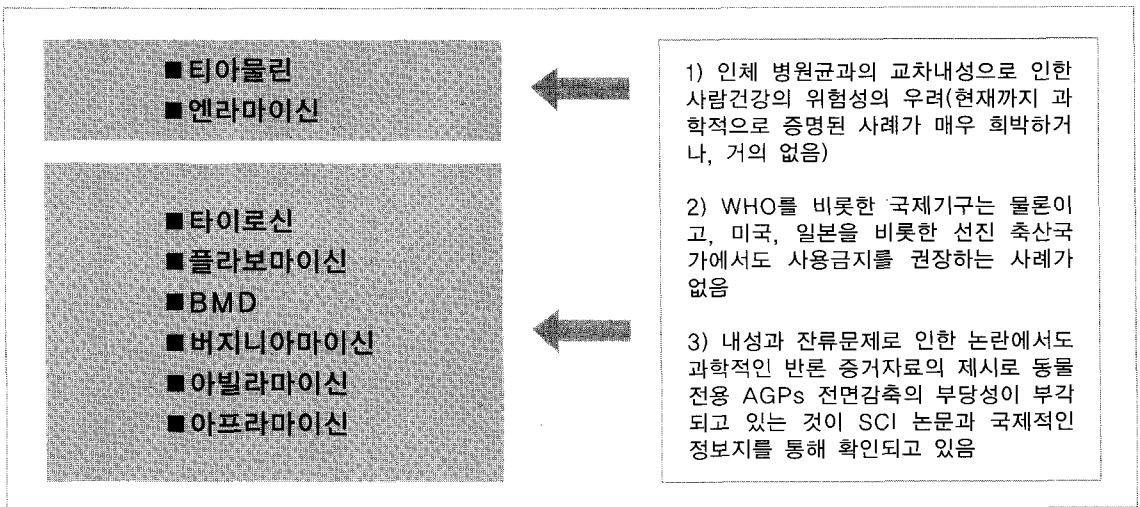 ■티아물린
■엔라마이신
■타이로신
■플라보마이신
■BMD
■버지니아마이신
■아빌라마이신
■아프라마이신
1) 인체 병원균과의 교차내성으로 인한
사람건강의 위험성의 우려(현재까지 과
학적으로 증명된 사례가 매우 희박하거
나, 거의 없음)
2) WHO를 비롯한 국제기구는 물론이
고, 미국, 일본을 비롯한 선진 축산국
가에서도 사용금지를 권장하는 사례가
없음
3) 내성과 잔류문제로 인한 논란에서도
과학적인 반론 증거자료의 제시로 동물
전용 AGPs 전면감축의 부당성이 부각
되고 있는 것이 SCI 논문과 국제적인
정보지를 통해 확인되고 있음